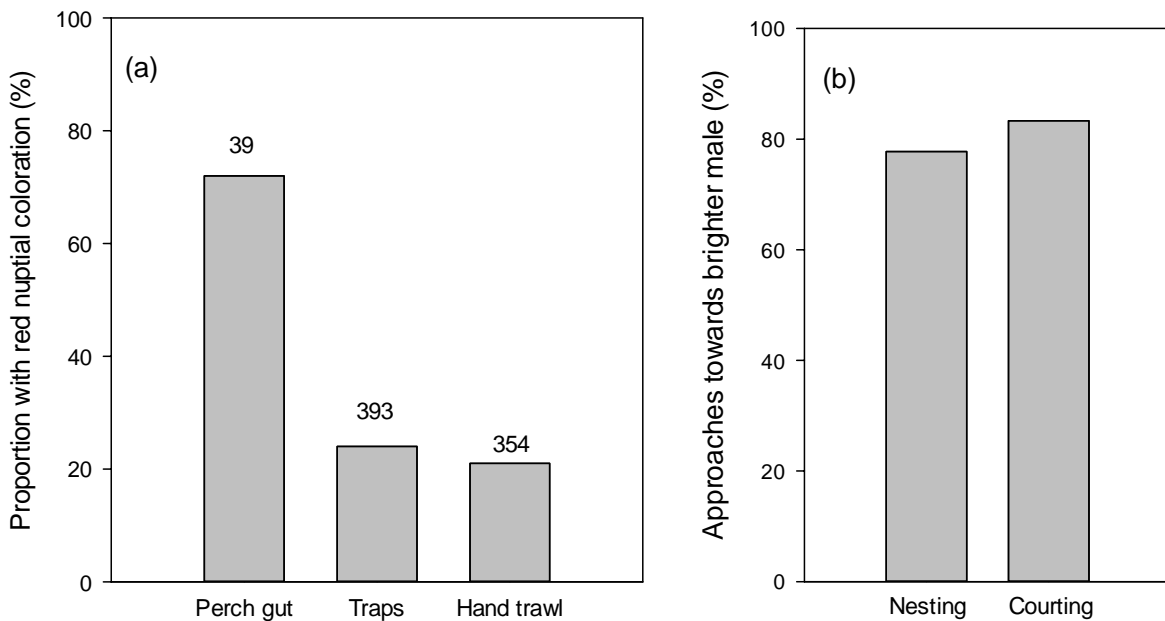 Proportion with red nuptial coloration (%)
100
80
60
40
20
0
(a)
39
393
354
Perch gut Traps Hand trawl
Approaches towards brighter male (%)
100
80
60
40
20
0
(b)
Nesting Courting